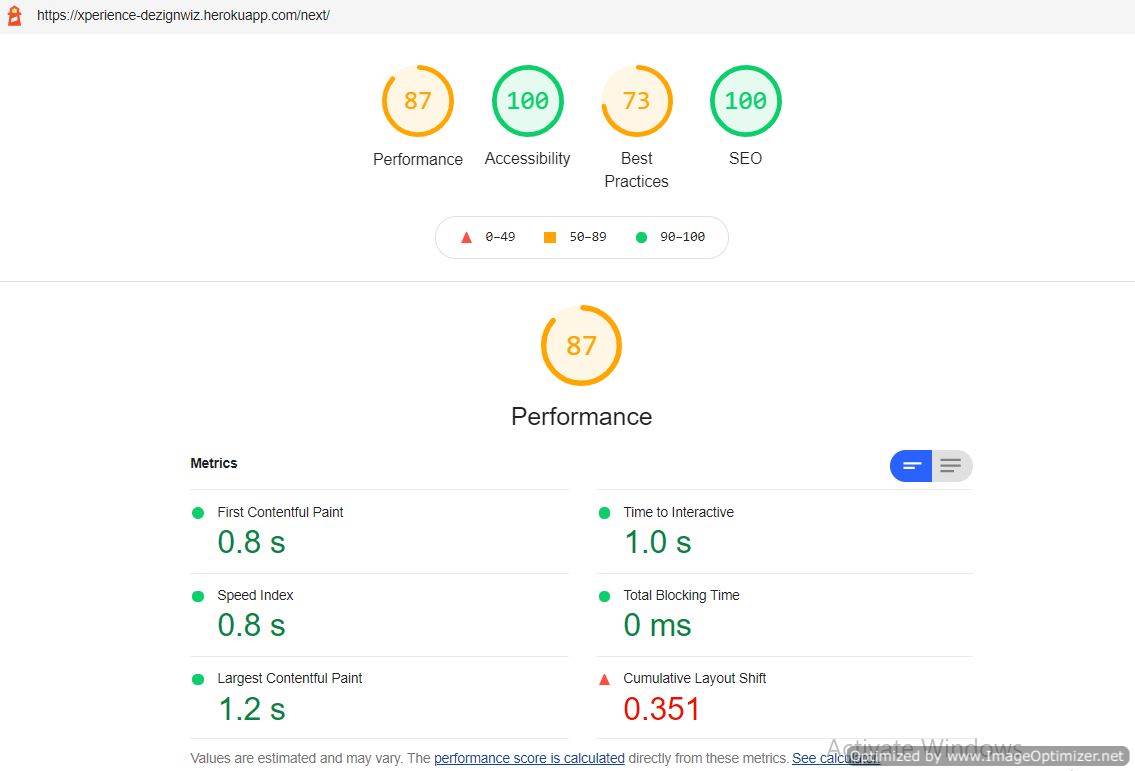 https://xperience-dezignwiz.herokuapp.com/next/
87 100 73 100
Performance Accessibility Best Practices SEO
0–49 50–89 90–100
87
Performance
Metrics
First Contentful Paint
0.8 s
Time to Interactive
1.0 s
Speed Index
0.8 s
Total Blocking Time
0 ms
Largest Contentful Paint
1.2 s
Cumulative Layout Shift
0.351
Values are estimated and may vary. The performance score is calculated directly from these metrics. See
Activate Windows
Optimized by www.ImageOptimizer.net